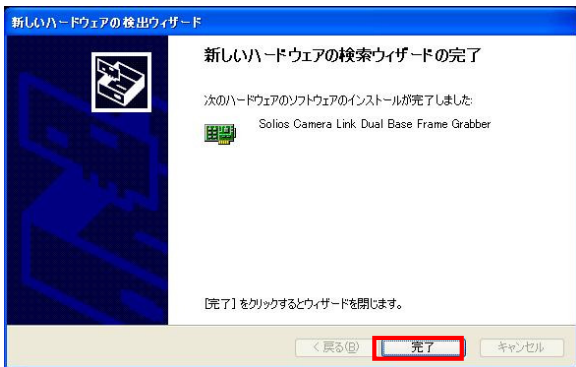 新しいハードウェアの検出ウィザード
新しいハードウェアの検索ウィザードの完了
次のハードウェアのソフトウェアのインストールが完了しました:
Solios Camera Link Dual Base Frame Grabber
[完了] をクリックするとウィザードを閉じます。
< 戻る(B) 完了 キャンセル